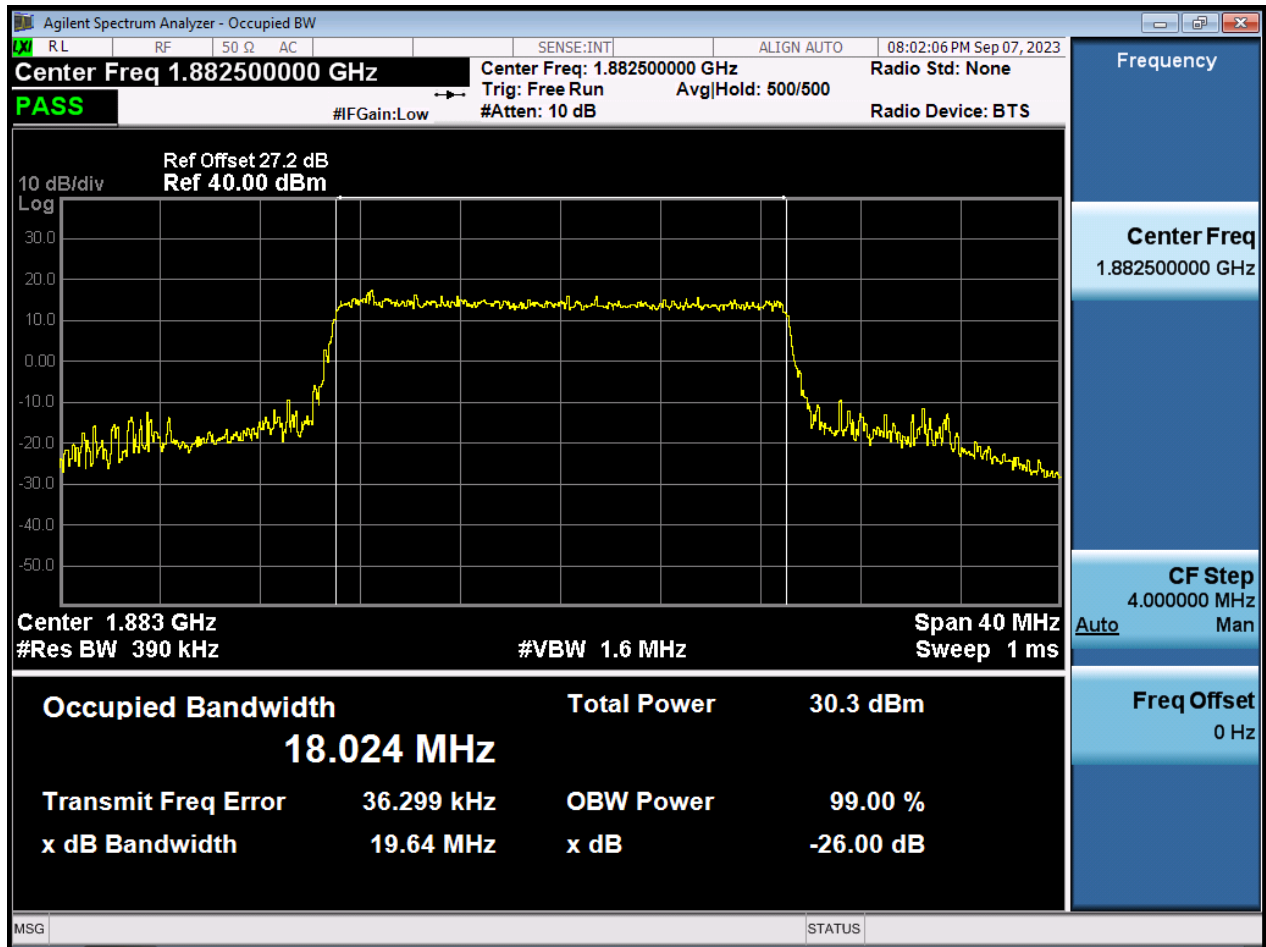 Agilent Spectrum Analyzer - Occupied BW
LXI RL RF 50 Ω AC SENSE:INT ALIGN AUTO 08:02:06 PM Sep 07, 2023
Center Freq 1.882500000 GHz
Center Freq: 1.882500000 GHz
Radio Std: None
Trig: Free Run
Avg|Hold: 500/500
PASS
#IFGain:Low
#Atten: 10 dB
Radio Device: BTS
Ref Offset 27.2 dB
10 dB/div
Ref 40.00 dBm
Log
30.0
20.0
10.0
0.00
-10.0
-20.0
-30.0
-40.0
-50.0
Center 1.883 GHz
Span 40 MHz
#Res BW 390 kHz
#VBW 1.6 MHz
Sweep 1 ms
Occupied Bandwidth
18.024 MHz
Total Power 30.3 dBm
Transmit Freq Error 36.299 kHz
OBW Power 99.00 %
x dB Bandwidth 19.64 MHz
x dB -26.00 dB
MSG
STATUS
Frequency
Center Freq
1.882500000 GHz
CF Step
4.000000 MHz
Auto Man
Freq Offset
0 Hz